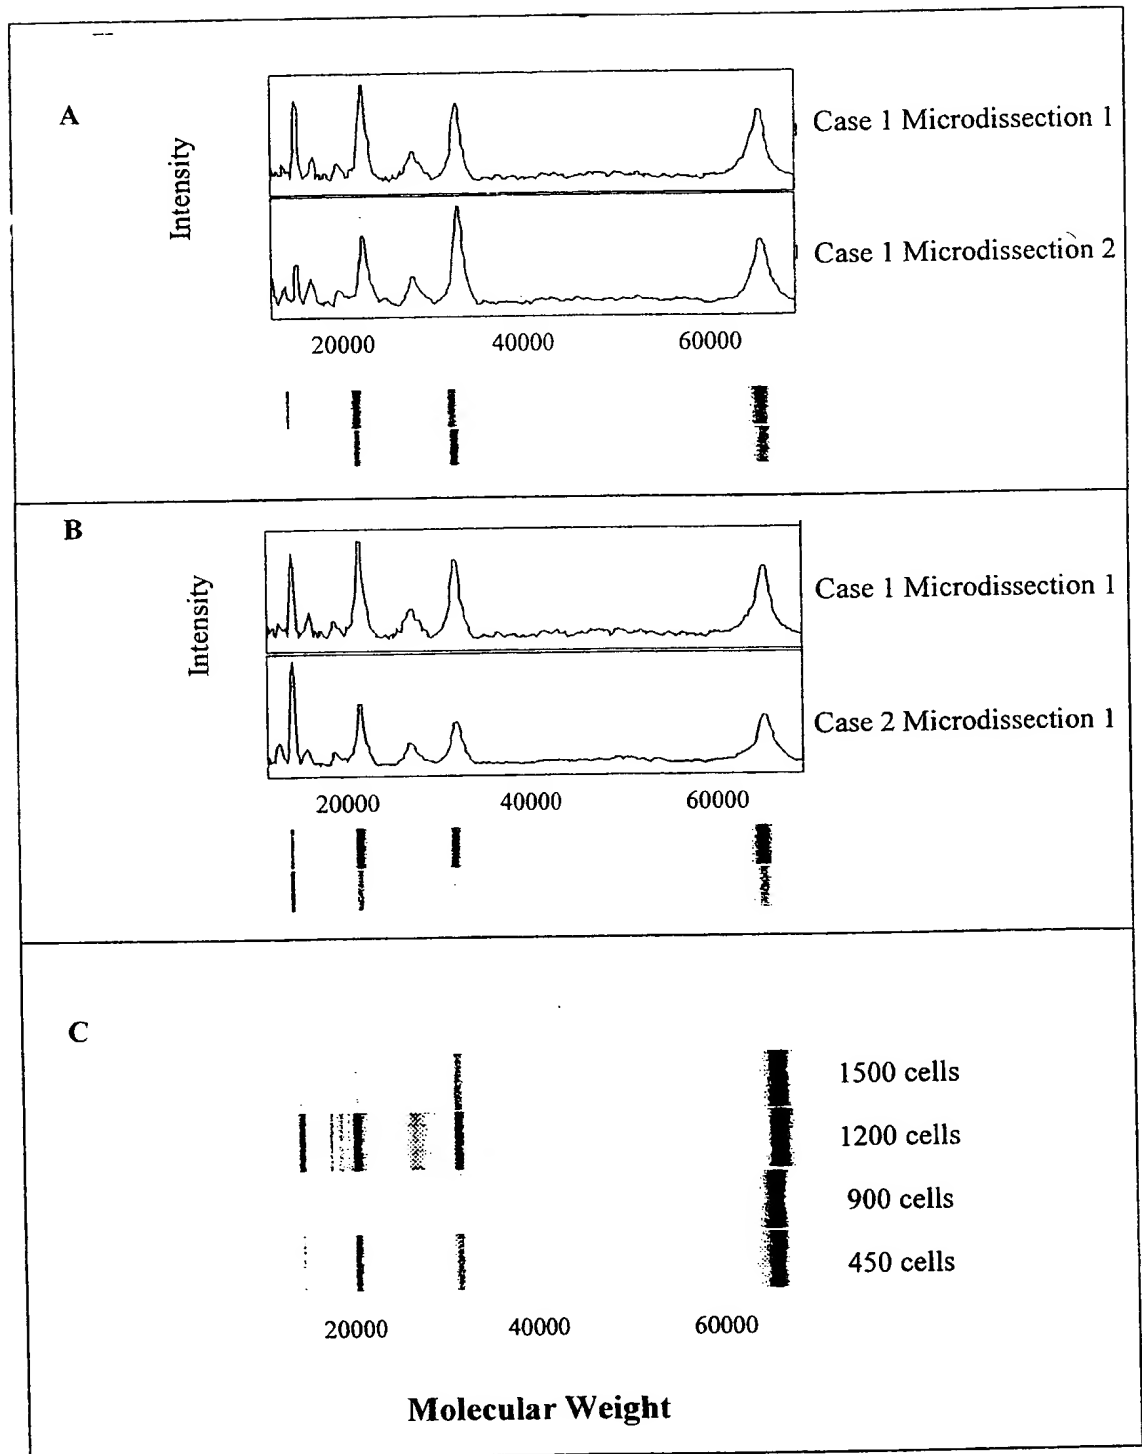 A
Intensity
Case 1 Microdissection 1
Case 1 Microdissection 2
20000 40000 60000
B
Intensity
Case 1 Microdissection 1
Case 2 Microdissection 1
20000 40000 60000
C
1500 cells
1200 cells
900 cells
450 cells
20000 40000 60000
Molecular Weight